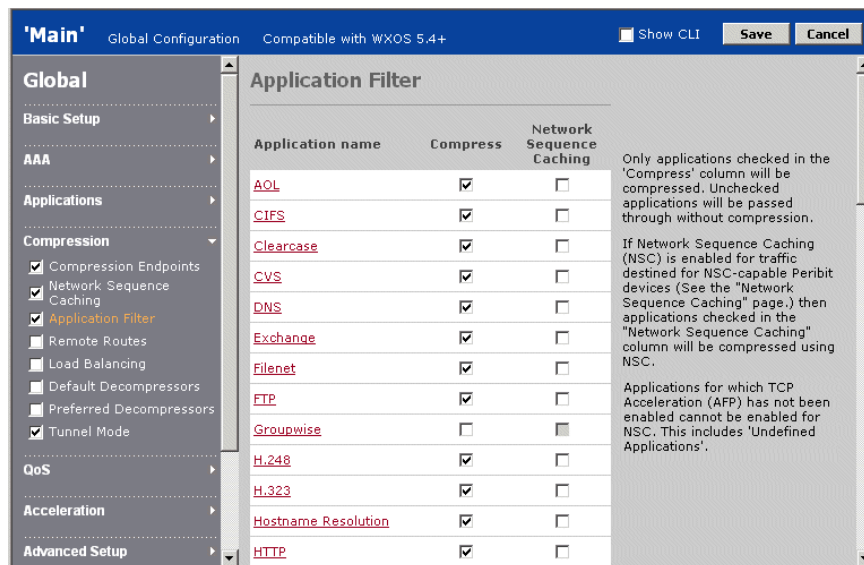 'Main' Global Configuration Compatible with WXOS 5.4+ Show CLI Save Cancel
Global
Basic Setup
AAA
Applications
Compression
Compression Endpoints
Network Sequence
Caching
Application Filter
Remote Routes
Load Balancing
Default Decompressors
Preferred Decompressors
Tunnel Mode
QoS
Acceleration
Advanced Setup
Application Filter
Application name Compress Network
Sequence
Caching
AOL
CIFS
Clearcase
CVS
DNS
Exchange
Filenet
FTP
Groupwise
H.248
H.323
Hostname Resolution
HTTP
Only applications checked in the
'Compress' column will be
compressed. Unchecked
applications will be passed
through without compression.
If Network Sequence Caching
(NSC) is enabled for traffic
destined for NSC-capable Peribit
devices (See the "Network
Sequence Caching" page.) then
applications checked in the
"Network Sequence Caching"
column will be compressed using
NSC.
Applications for which TCP
Acceleration (AFP) has not been
enabled cannot be enabled for
NSC. This includes 'Undefined
Applications'.